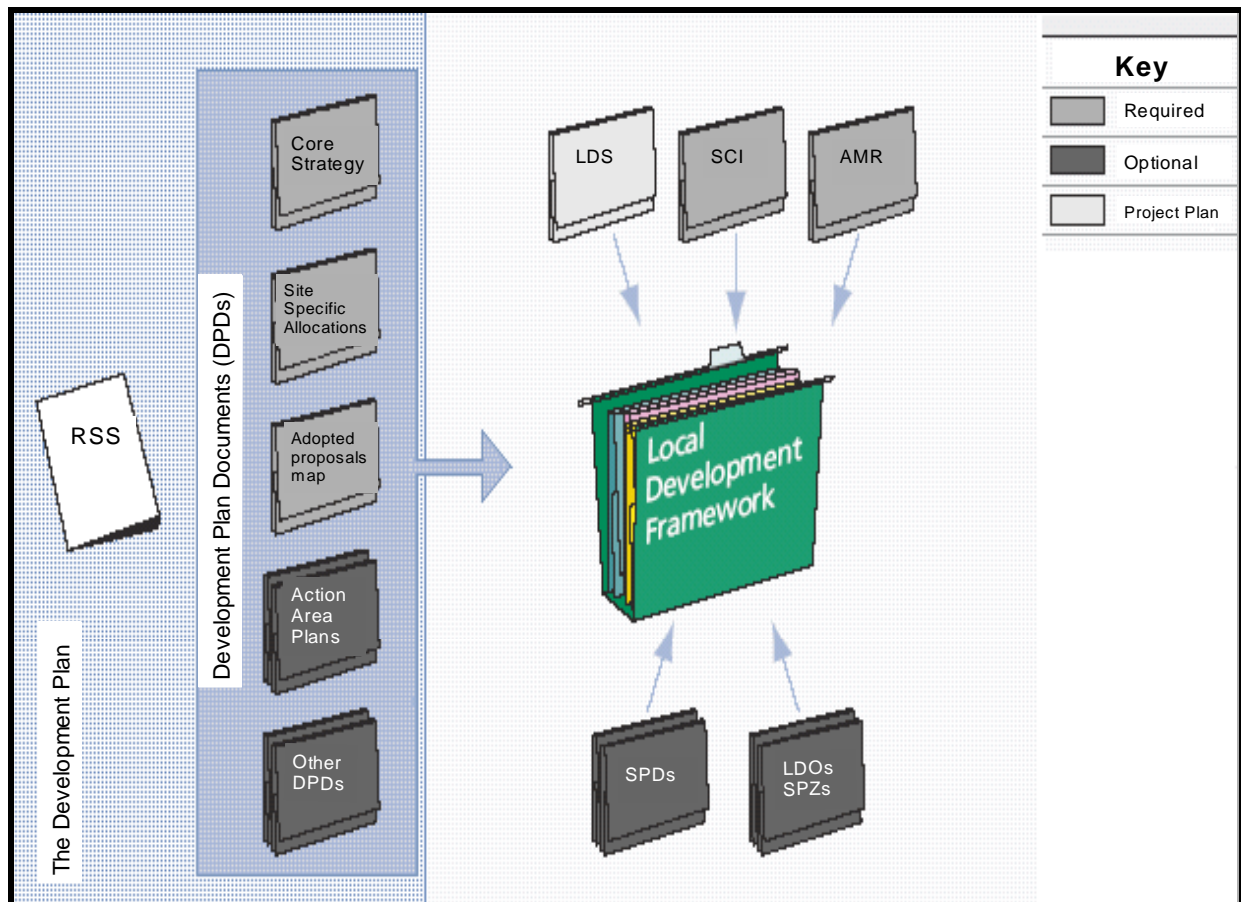 The Development Plan
RSS
Development Plan Documents (DPDs)
Core
Strategy
Site
Specific
Allocations
Adopted
proposals
map
Action
Area
Plans
Other
DPDs
LDS
SCI
AMR
Local
Development
Framework
SPDs
LDOs
SPZs
Key
Required
Optional
Project Plan